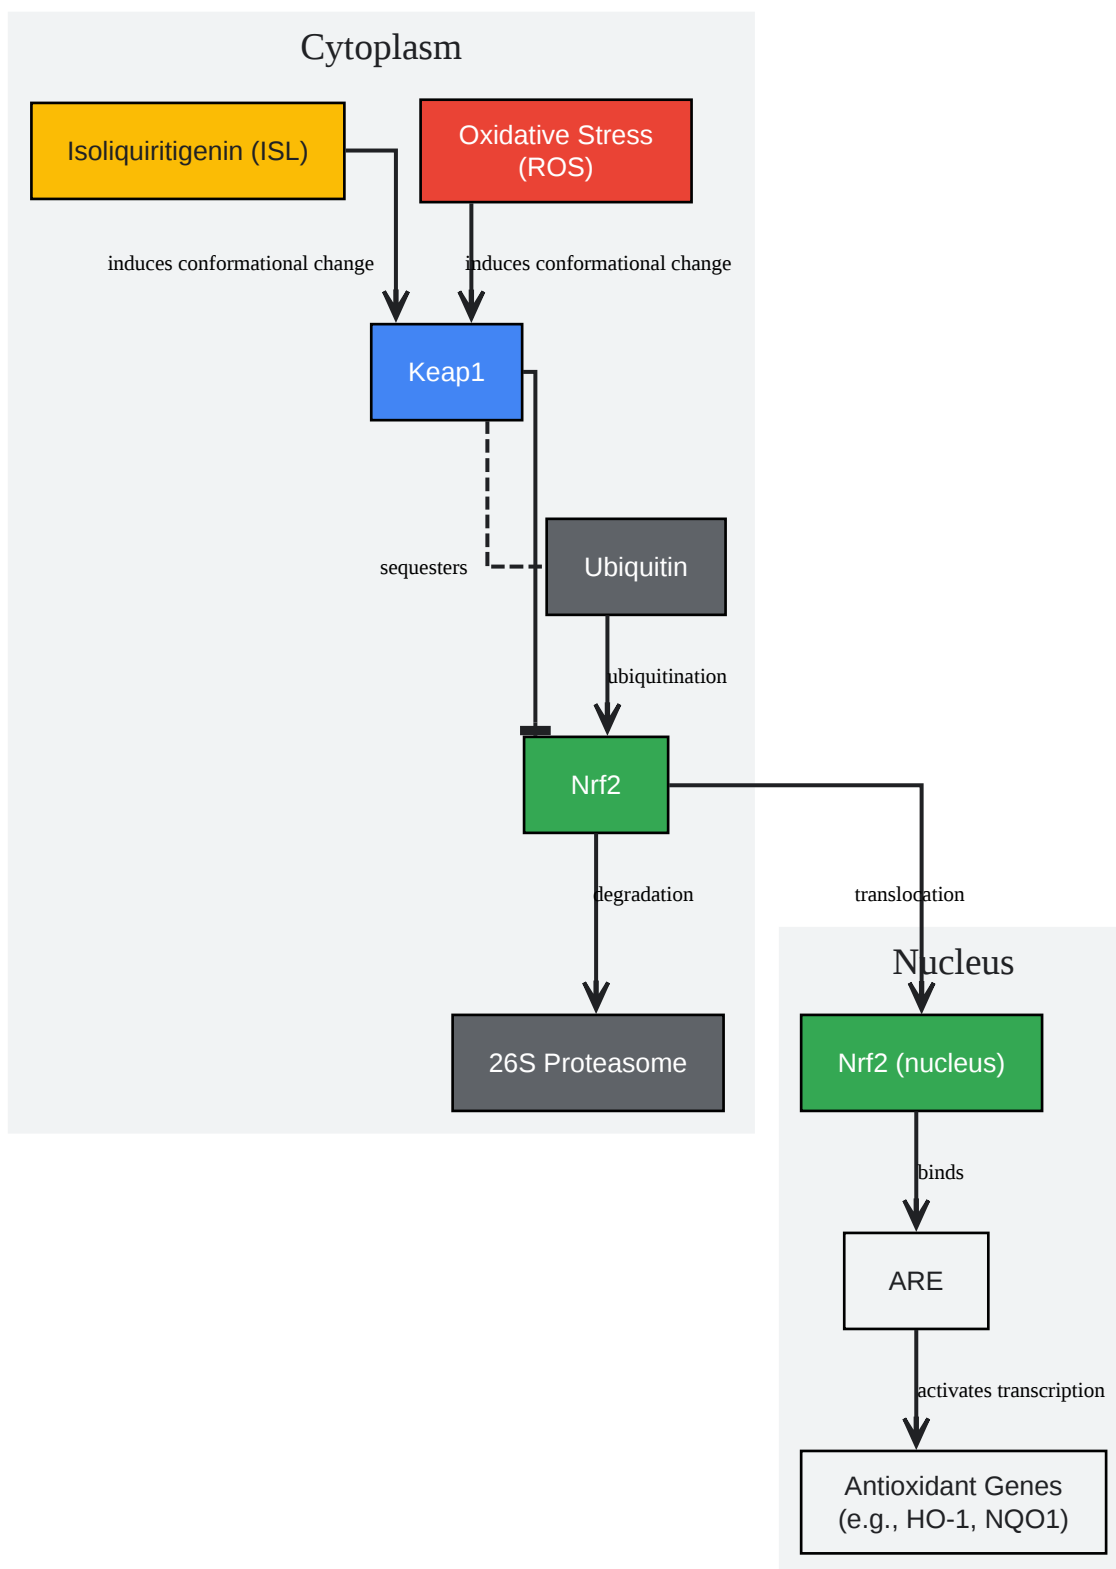 Cytoplasm
Isoliquiritigenin (ISL)
Oxidative Stress
(ROS)
induces conformational change
induces conformational change
Keap1
sequesters
Ubiquitin
ubiquitination
Nrf2
degradation
translocation
Nucleus
26S Proteasome
Nrf2 (nucleus)
binds
ARE
activates transcription
Antioxidant Genes
(e.g., HO-1, NQO1)